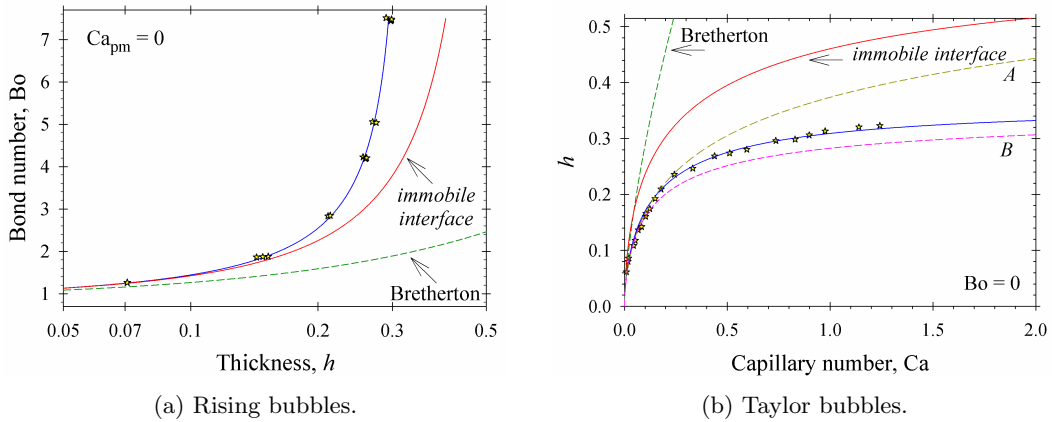 Bond number, Bo
7
6
5
4
3
2
1
Ca_pm = 0
immobile
interface
Bretherton
0.05
0.07
0.1
0.2
0.3
0.5
Thickness, h
(a) Rising bubbles.
h
0.5
0.4
0.3
0.2
0.1
0.0
Bretherton
immobile interface
A
B
Bo = 0
0.0
0.5
1.0
1.5
2.0
Capillary number, Ca
(b) Taylor bubbles.